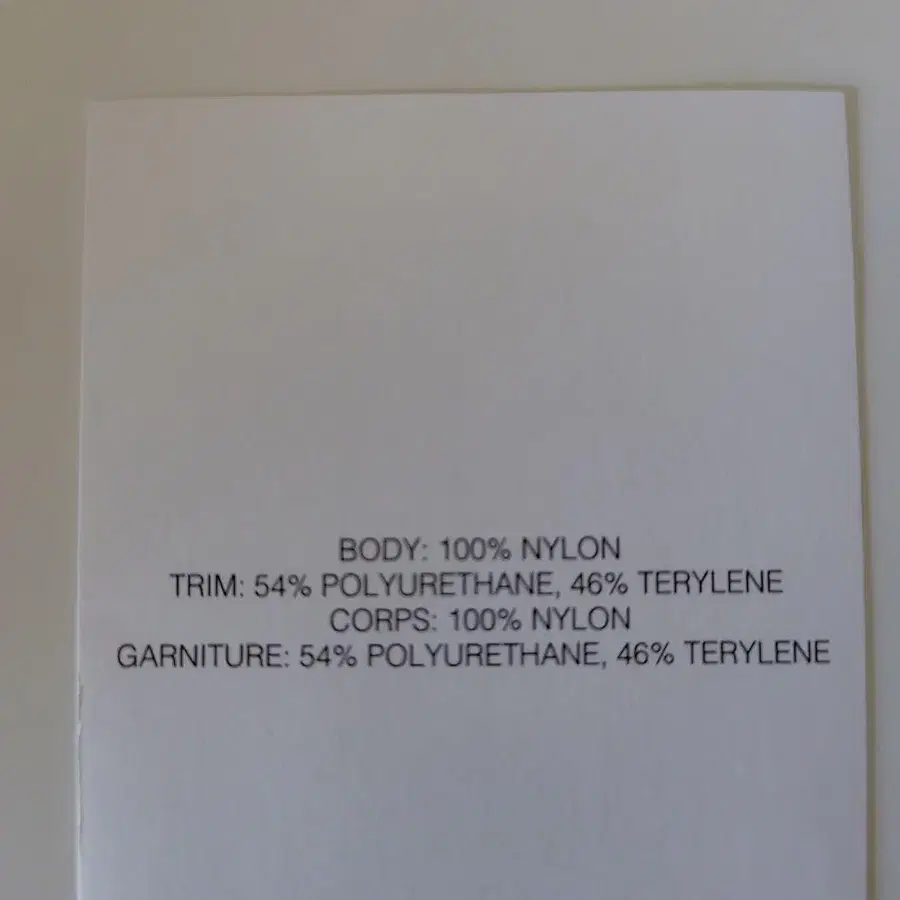 BODY: 100% NYLON
TRIM: 54% POLYURETHANE, 46% TERYLENE
CORPS: 100% NYLON
GARNITURE: 54% POLYURETHANE, 46% TERYLENE